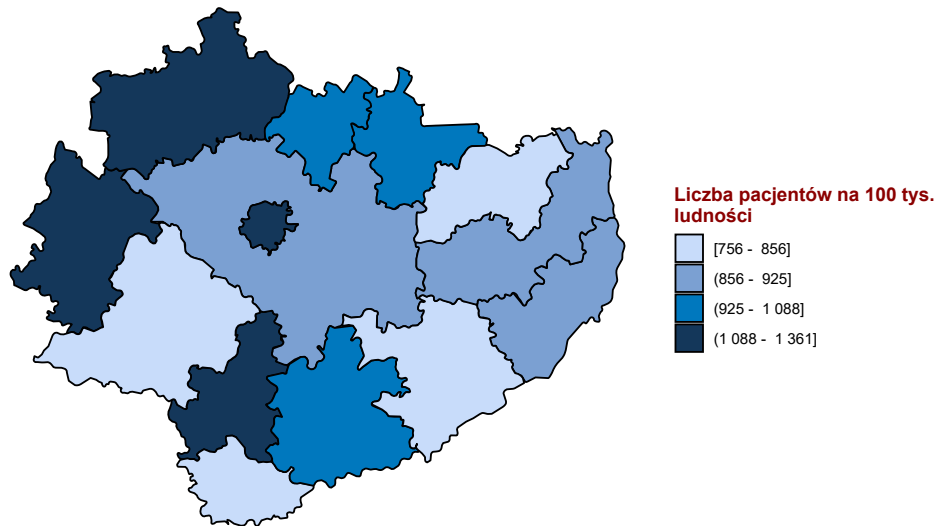 Liczba pacjentów na 100 tys.
ludności
[756 - 856]
(856 - 925]
(925 - 1 088]
(1 088 - 1 361]